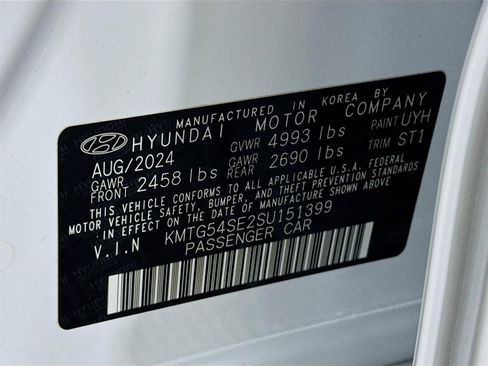 MANUFACTURED IN KOREA BY
HYUNDAI MOTOR COMPANY
AUG/2024 GVWR 4993 lbs PAINT UYH
GAWR FRONT 2458 lbs GAWR REAR 2690 lbs TRIM ST1
THIS VEHICLE CONFORMS TO ALL APPLICABLE U.S.A. FEDERAL
MOTOR VEHICLE SAFETY, BUMPER, AND THEFT PREVENTION STANDARDS
IN EFFECT ON THE DATE OF MANUFACTURE SHOWN ABOVE
V.I.N KMTG54SE2SU151399
PASSENGER CAR